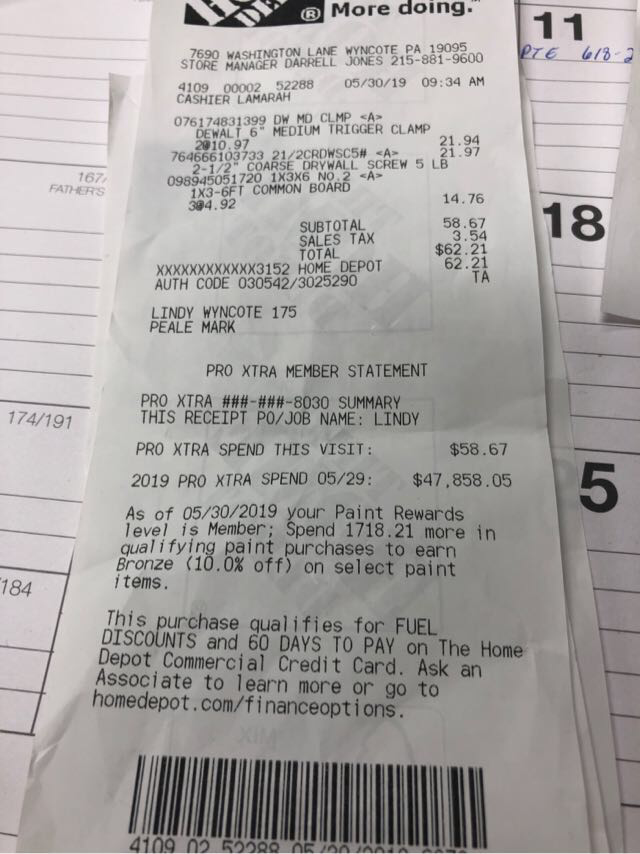 ® More doing.™
7690 WASHINGTON LANE WYNCOTE PA 19095
STORE MANAGER DARRELL JONES 215-881-9600
4109 00002 52288 05/30/19 09:34 AM
CASHIER LAMARAH
076174831399 DW MD CLMP <A>
DEWALT 6" MEDIUM TRIGGER CLAMP
2@10.97 21.94
764666103733 21/2CRDWSC5# <A> 21.97
2-1/2" COARSE DRYWALL SCREW 5 LB
098945051720 1X3X6 NO.2 <A>
1X3-6FT COMMON BOARD
3@4.92 14.76
SUBTOTAL 58.67
SALES TAX 3.54
TOTAL $62.21
XXXXXXXXXXXX3152 HOME DEPOT 62.21
AUTH CODE 030542/3025290 TA
LINDY WYNCOTE 175
PEALE MARK
PRO XTRA MEMBER STATEMENT
PRO XTRA ###-###-8030 SUMMARY
THIS RECEIPT PO/JOB NAME: LINDY
PRO XTRA SPEND THIS VISIT: $58.67
2019 PRO XTRA SPEND 05/29: $47,858.05
As of 05/30/2019 your Paint Rewards
level is Member; Spend 1718.21 more in
qualifying paint purchases to earn
Bronze (10.0% off) on select paint
items.
This purchase qualifies for FUEL
DISCOUNTS and 60 DAYS TO PAY on The Home
Depot Commercial Credit Card. Ask an
Associate to learn more or go to
homedepot.com/financeoptions.
4109 02 52288
167/
FATHER'S
174/191
184
11
18
5